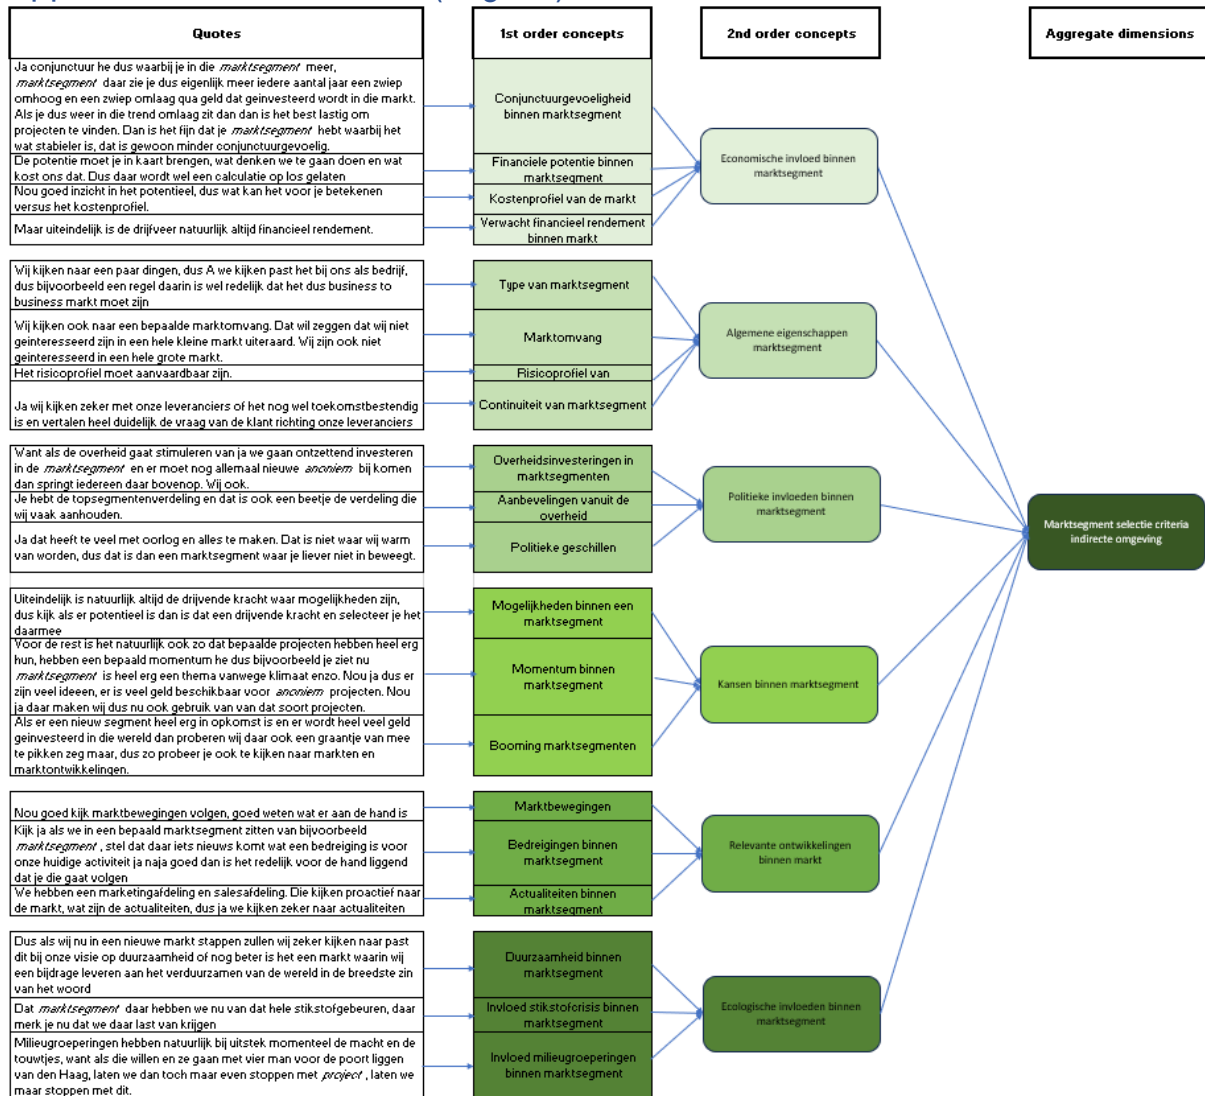 Quotes
1st order concepts
2nd order concepts
Aggregate dimensions
Ja conjunctuur he dus waarbij je in die marktsegment meer,
marktsegment daar zie je dus eigenlijk meer iedere aantal jaar een zwiep
omhoog en een zwiep omlaag qua geld dat geinvesteerd wordt in die markt.
Als je dus weer in die trend omlaag zit dan dan is het best lastig om
projecten te vinden. Dan is het fijn dat je marktsegment hebt waarbij het
wat stabieler is, dat is gewoon minder conjunctuurgevoelig.
Conjunctuurgevoeligheid
binnen marktsegment
De potentie moet je in kaart brengen, wat denken we te gaan doen en wat
kost ons dat. Dus daar wordt wel een calculatie op los gelaten
Financiele potentie binnen
marktsegment
Nou goed inzicht in het potentieel, dus wat kan het voor je betekenen
versus het kostenprofiel.
Kostenprofiel van de markt
Maar uiteindelijk is de drijfveer natuurlijk altijd financieel rendement.
Verwacht financieel rendement
binnen markt
Economische invloed binnen
marktsegment
Wij kijken naar een paar dingen, dus A we kijken past het bij ons als bedrijf,
dus bijvoorbeeld een regel daarin is wel redelijk dat het dus business to
business markt moet zijn
Type van marktsegment
Wij kijken ook naar een bepaalde marktomvang. Dat wil zeggen dat wij niet
geinteresseerd zijn in een hele kleine markt uiteraard. Wij zijn ook niet
geinteresseerd in een hele grote markt.
Marktomvang
Het risicoprofiel moet aanvaardbaar zijn.
Risicoprofiel van
Ja wij kijken zeker met onze leveranciers of het nog wel toekomstbestendig
is en vertalen heel duidelijk de vraag van de klant richting onze leveranciers
Continuiteit van marktsegment
Algemene eigenschappen
marktsegment
Want als de overheid gaat stimuleren van ja we gaan ontzettend investeren
in de marktsegment en er moet nog allemaal nieuwe anoniem bij komen
dan springt iedereen daar bovenop. Wij ook.
Overheidsinvesteringen in
marktsegmenten
Je hebt de topsegmentenverdeling en dat is ook een beetje de verdeling die
wij vaak aanhouden.
Aanbevelingen vanuit de
overheid
Ja dat heeft te veel met oorlog en alles te maken. Dat is niet waar wij warm
van worden, dus dat is dan een marktsegment waar je liever niet in beweegt.
Politieke geschillen
Politieke invloeden binnen
marktsegment
Marktsegment selectie criteria
indirecte omgeving
Uiteindelijk is natuurlijk altijd de drijvende kracht waar mogelijkheden zijn,
dus kijk als er potentieel is dan is dat een drijvende kracht en selecteer je het
daarmee
Mogelijkheden binnen een
marktsegment
Voor de rest is het natuurlijk ook zo dat bepaalde projecten hebben heel erg
hun, hebben een bepaald momentum he dus bijvoorbeeld je ziet nu
marktsegment is heel erg een thema vanwege klimaat enzo. Nou ja dus er
zijn veel ideeen, er is veel geld beschikbaar voor anoniem projecten. Nou
ja daar maken wij dus nu ook gebruik van van dat soort projecten.
Momentum binnen
marktsegment
Als er een nieuw segment heel erg in opkomst is en er wordt heel veel geld
geinvesteerd in die wereld dan proberen wij daar ook een graantje van mee
te pikken zeg maar, dus zo probeer je ook te kijken naar markten en
marktontwikkelingen.
Booming marktsegmenten
Kansen binnen marktsegment
Nou goed kijk marktbewegingen volgen, goed weten wat er aan de hand is
Marktbewegingen
Kijk ja als we in een bepaald marktsegment zitten van bijvoorbeeld
marktsegment , stel dat daar iets nieuws komt wat een bedreiging is voor
onze huidige activiteit ja naja goed dan is het redelijk voor de hand liggend
dat je die gaat volgen
Bedreigingen binnen
marktsegment
We hebben een marketingafdeling en salesafdeling. Die kijken proactief naar
de markt, wat zijn de actualiteiten, dus ja we kijken zeker naar actualiteiten
Actualiteiten binnen
marktsegment
Relevante ontwikkelingen
binnen markt
Dus als wij nu in een nieuwe markt stappen zullen wij zeker kijken naar past
dit bij onze visie op duurzaamheid of nog beter is het een markt waarin wij
een bijdrage leveren aan het verduurzamen van de wereld in de breedste zin
van het woord
Duurzaamheid binnen
marktsegment
Dat marktsegment daar hebben we nu van dat hele stikstofgebeuren, daar
merk je nu dat we daar last van krijgen
Invloed stikstofcrisis binnen
marktsegment
Milieugroeperingen hebben natuurlijk bij uitstek momenteel de macht en de
touwtjes, want als die willen en ze gaan met vier man voor de poort liggen
van den Haag, laten we dan toch maar even stoppen met project , laten we
maar stoppen met dit.
Invloed milieugroeperingen
binnen marktsegment
Ecologische invloeden binnen
marktsegment